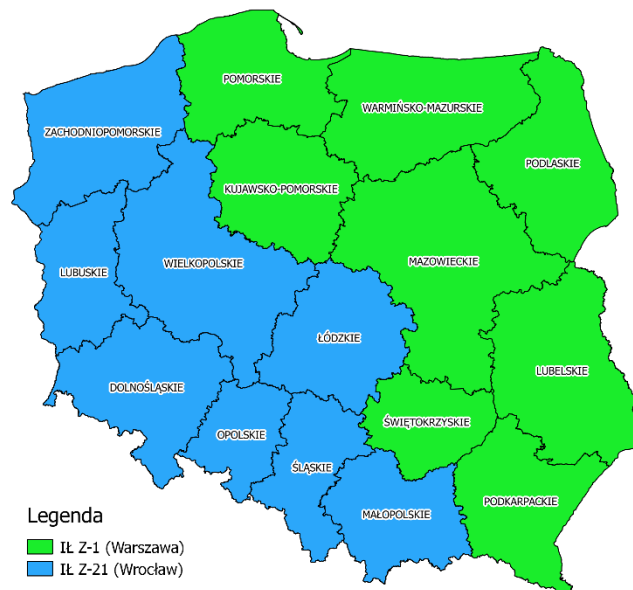 POMORSKIE
WARMIŃSKO-MAZURSKIE
ZACHODNIOPOMORSKIE
PODLASKIE
KUJAWSKO-POMORSKIE
MAZOWIECKIE
WIELKOPOLSKIE
LUBUSKIE
ŁÓDZKIE
LUBELSKIE
DOLNOŚLĄSKIE
ŚWIĘTOKRZYSKIE
OPOLSKIE
ŚLĄSKIE
PODKARPACKIE
MAŁOPOLSKIE
Legenda
IŁ Z-1 (Warszawa)
IŁ Z-21 (Wrocław)